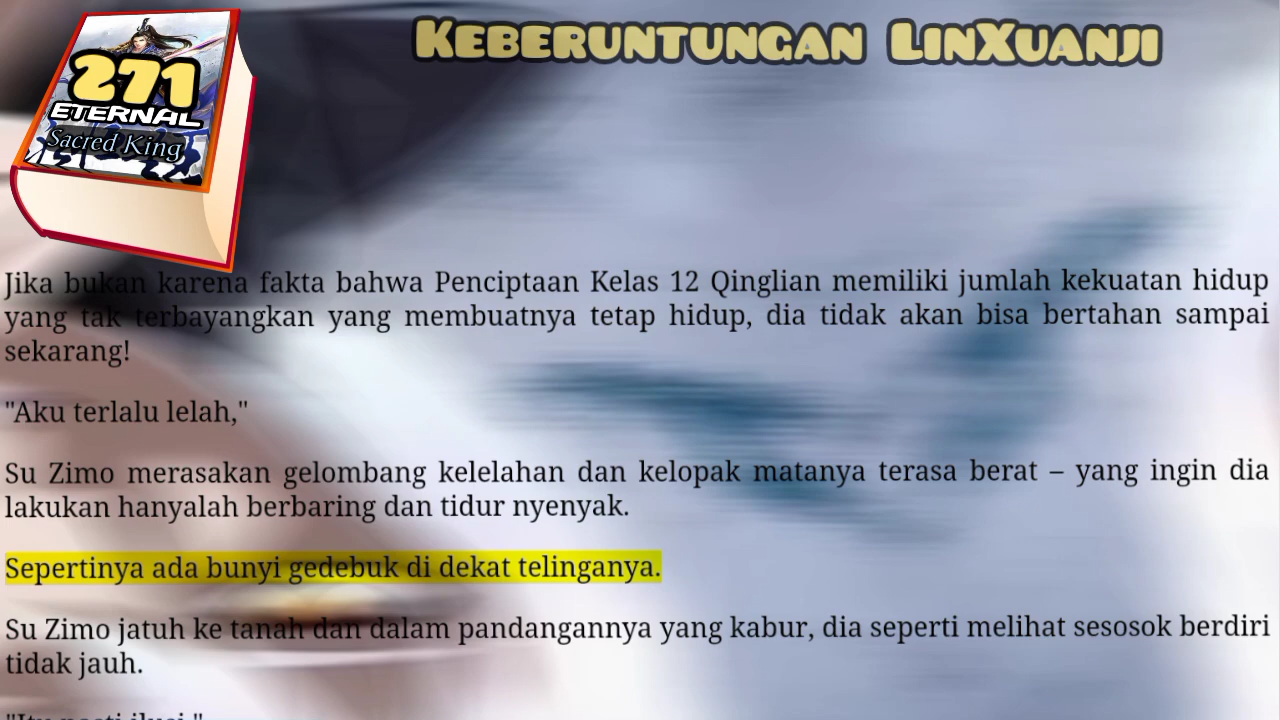 Keberuntungan LinXuanji
271
ETERNAL
Sacred King
Jika bukan karena fakta bahwa Penciptaan Kelas 12 Qinglian memiliki jumlah kekuatan hidup
yang tak terbayangkan yang membuatnya tetap hidup, dia tidak akan bisa bertahan sampai
sekarang!
"Aku terlalu lelah,"
Su Zimo merasakan gelombang kelelahan dan kelopak matanya terasa berat – yang ingin dia
lakukan hanyalah berbaring dan tidur nyenyak.
Sepertinya ada bunyi gedebuk di dekat telinganya.
Su Zimo jatuh ke tanah dan dalam pandangannya yang kabur, dia seperti melihat sesosok berdiri
tidak jauh.